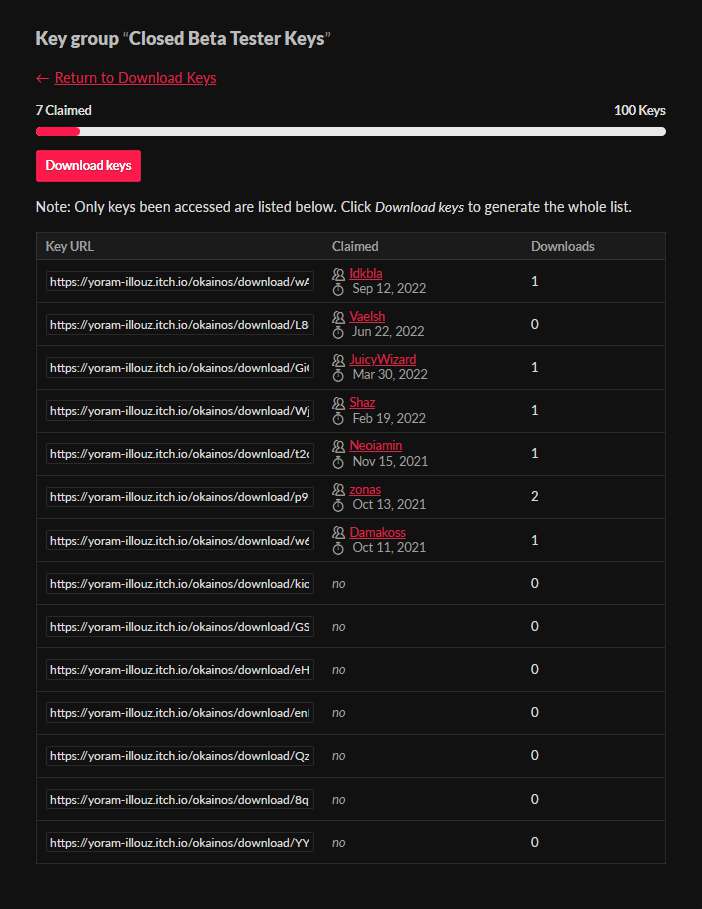 Key group “Closed Beta Tester Keys”
← Return to Download Keys
7 Claimed 100 Keys
Download keys
Note: Only keys been accessed are listed below. Click Download keys to generate the whole list.
Key URL Claimed Downloads
https://yoram-illouz.itch.io/okainos/download/wA Idkbla 1
Sep 12, 2022
https://yoram-illouz.itch.io/okainos/download/L8 Vaelsh 0
Jun 22, 2022
https://yoram-illouz.itch.io/okainos/download/Gi JuicyWizard 1
Mar 30, 2022
https://yoram-illouz.itch.io/okainos/download/Wj Shaz 1
Feb 19, 2022
https://yoram-illouz.itch.io/okainos/download/t2 Neoiamin 1
Nov 15, 2021
https://yoram-illouz.itch.io/okainos/download/p9 zonas 2
Oct 13, 2021
https://yoram-illouz.itch.io/okainos/download/w Damakoss 1
Oct 11, 2021
https://yoram-illouz.itch.io/okainos/download/ki no 0
https://yoram-illouz.itch.io/okainos/download/GS no 0
https://yoram-illouz.itch.io/okainos/download/eH no 0
https://yoram-illouz.itch.io/okainos/download/en no 0
https://yoram-illouz.itch.io/okainos/download/Qz no 0
https://yoram-illouz.itch.io/okainos/download/8q no 0
https://yoram-illouz.itch.io/okainos/download/YY no 0